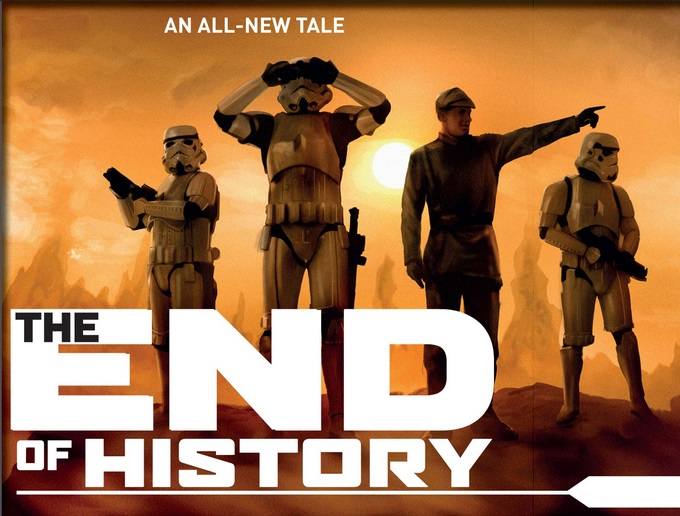 AN ALL-NEW TALE
THE
END
OF HISTORY